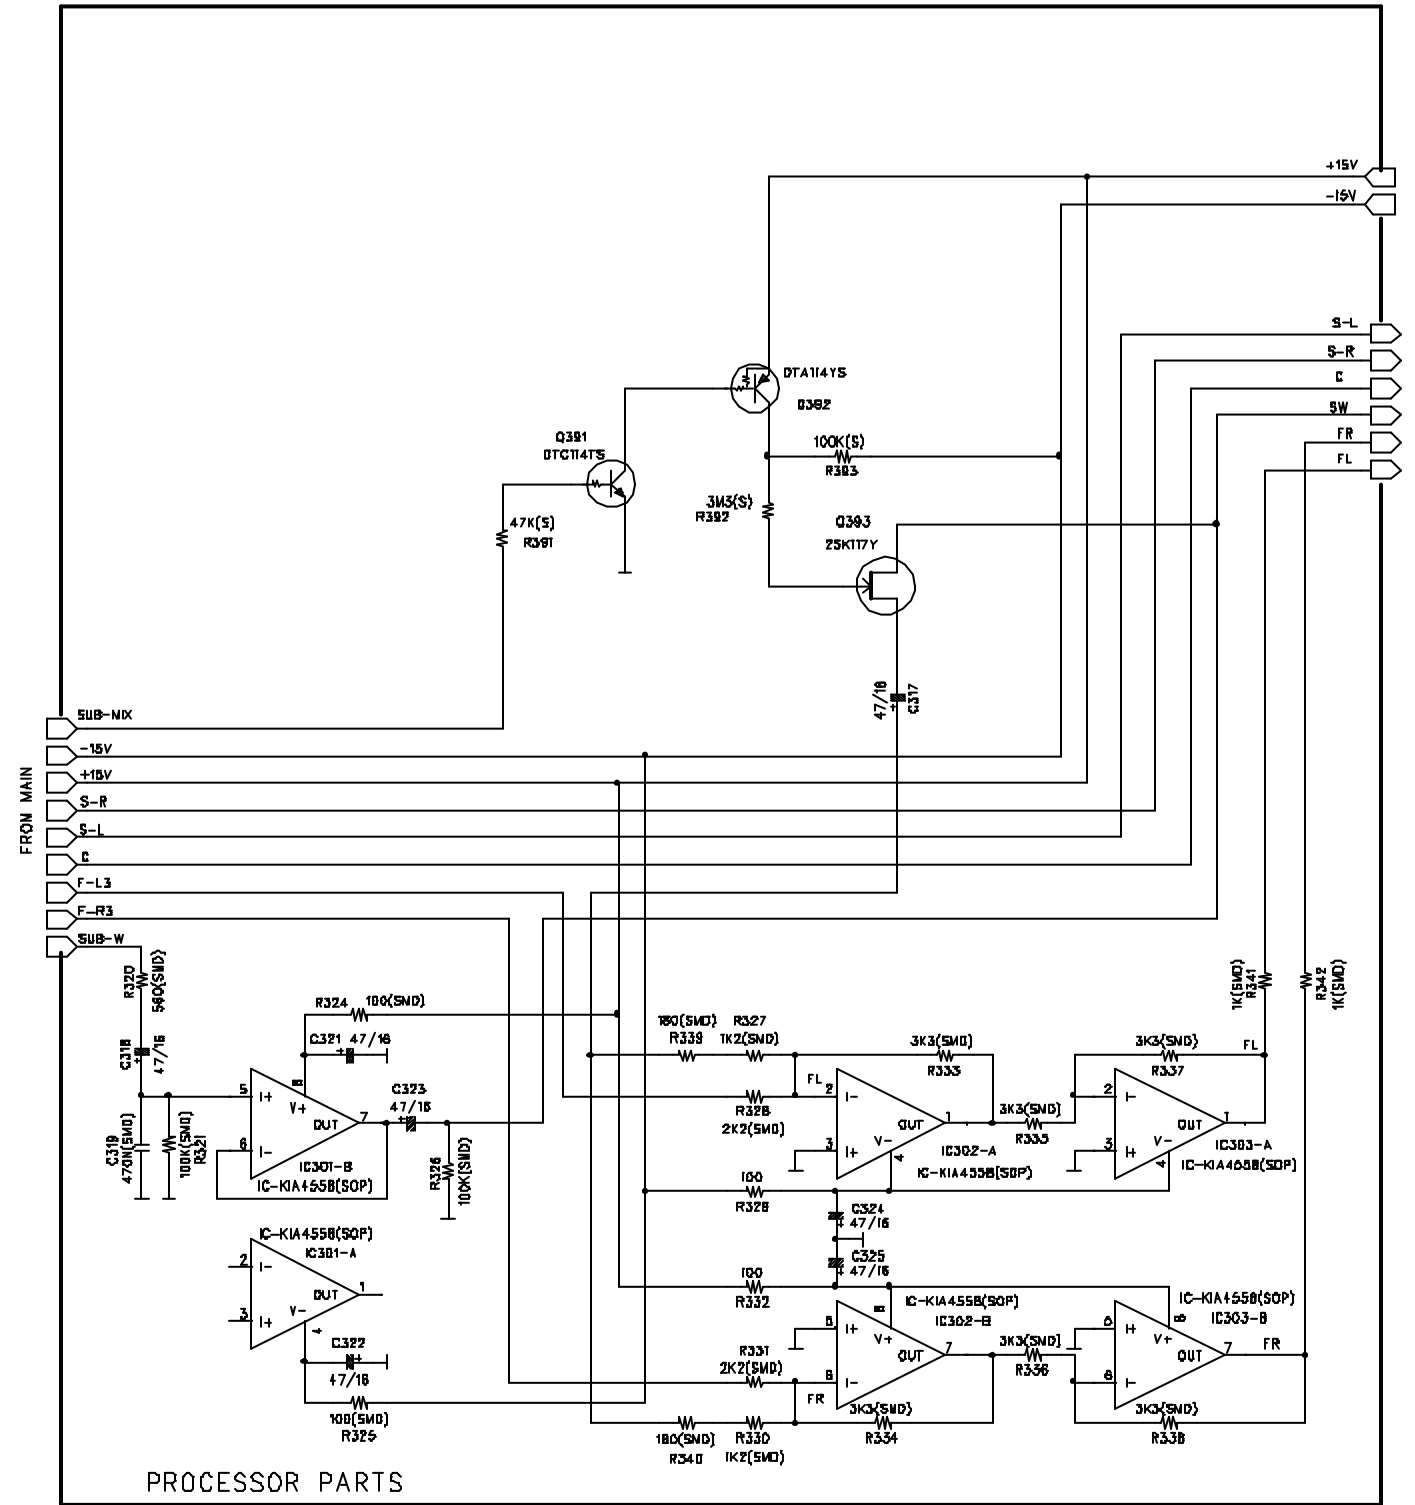 +15V
-15V
S-L
S-R
C
SW
FR
FL
DTA114YS
Q392
100K(S)
R393
Q391
DTC114TS
3M3(S)
R392
Q393
2SK117Y
47K(S)
R391
47/16
C317
SUB-MIX
-15V
+15V
S-R
S-L
C
F-L3
F-R3
SUB-W
FROM MAIN
R320
560(SMD)
C318
47/16
R324
100(SMD)
C321 47/16
5
I+
8
V+
OUT
7
6
I-
IC301-B
IC-KIA4558(SOP)
C319
470N(SMD)
100K(SMD)
R321
C323
47/16
R326
100K(SMD)
IC-KIA4558(SOP)
IC301-A
2
I-
OUT
1
V-
3
I+
4
C322
47/16
100(SMD)
R325
180(SMD)
R339
R327
1K2(SMD)
FL
R328
2K2(SMD)
3K3(SMD)
R333
2
I-
OUT
1
V-
3
I+
4
IC302-A
IC-KIA4558(SOP)
3K3(SMD)
R335
3K3(SMD)
R337
FL
2
I-
OUT
1
V-
3
I+
4
IC303-A
IC-KIA4558(SOP)
1K(SMD)
R341
R342
1K(SMD)
100
R329
C324
47/16
C325
47/16
100
R332
IC-KIA4558(SOP)
IC302-B
5
I+
8
V+
OUT
7
6
I-
R331
2K2(SMD)
FR
3K3(SMD)
R334
180(SMD)
R340
R330
1K2(SMD)
3K3(SMD)
R336
IC-KIA4558(SOP)
IC303-B
5
I+
8
V+
OUT
7
FR
6
I-
3K3(SMD)
R338
PROCESSOR PARTS